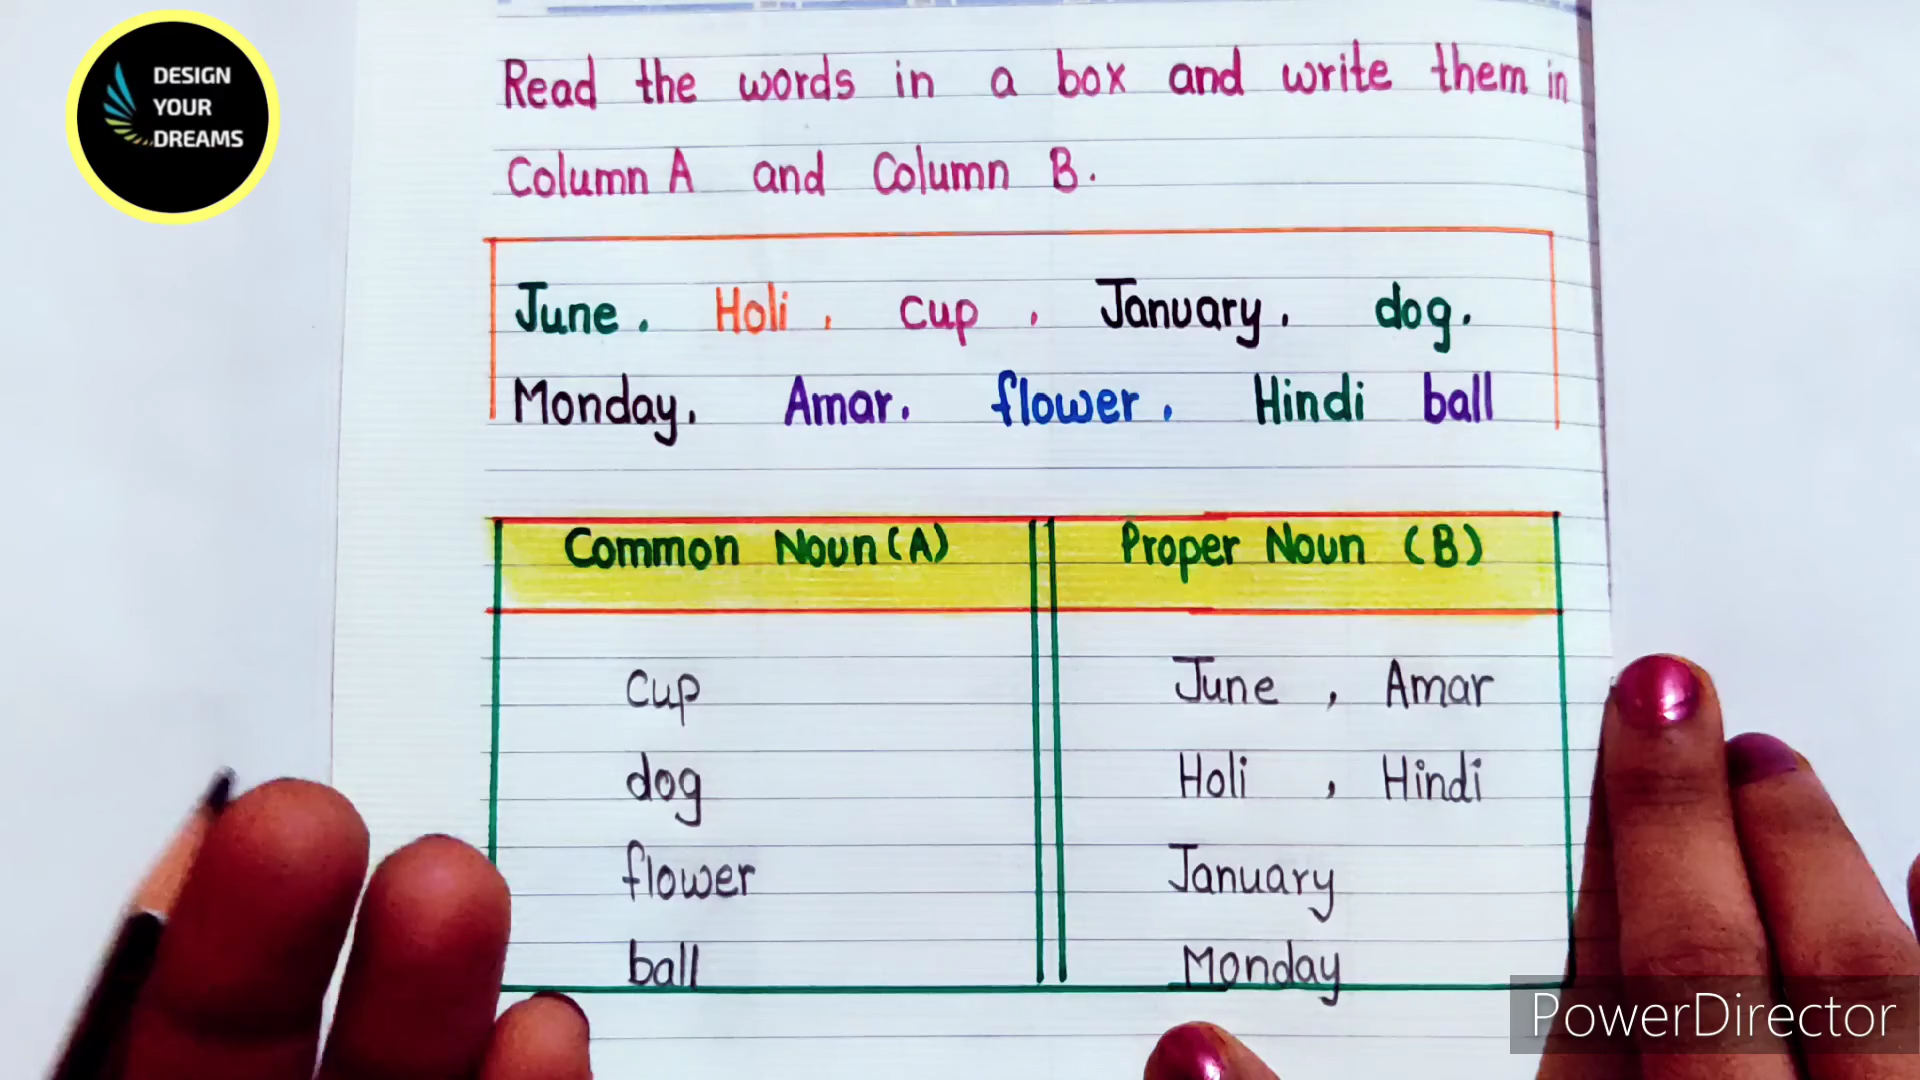 DESIGN
YOUR
DREAMS
Read the words in a box and write them in
Column A and Column B.
June, Holi, cup, January, dog,
Monday, Amar, flower, Hindi ball
Common Noun (A) Proper Noun (B)
cup June, Amar
dog Holi, Hindi
flower January
ball Monday
PowerDirector